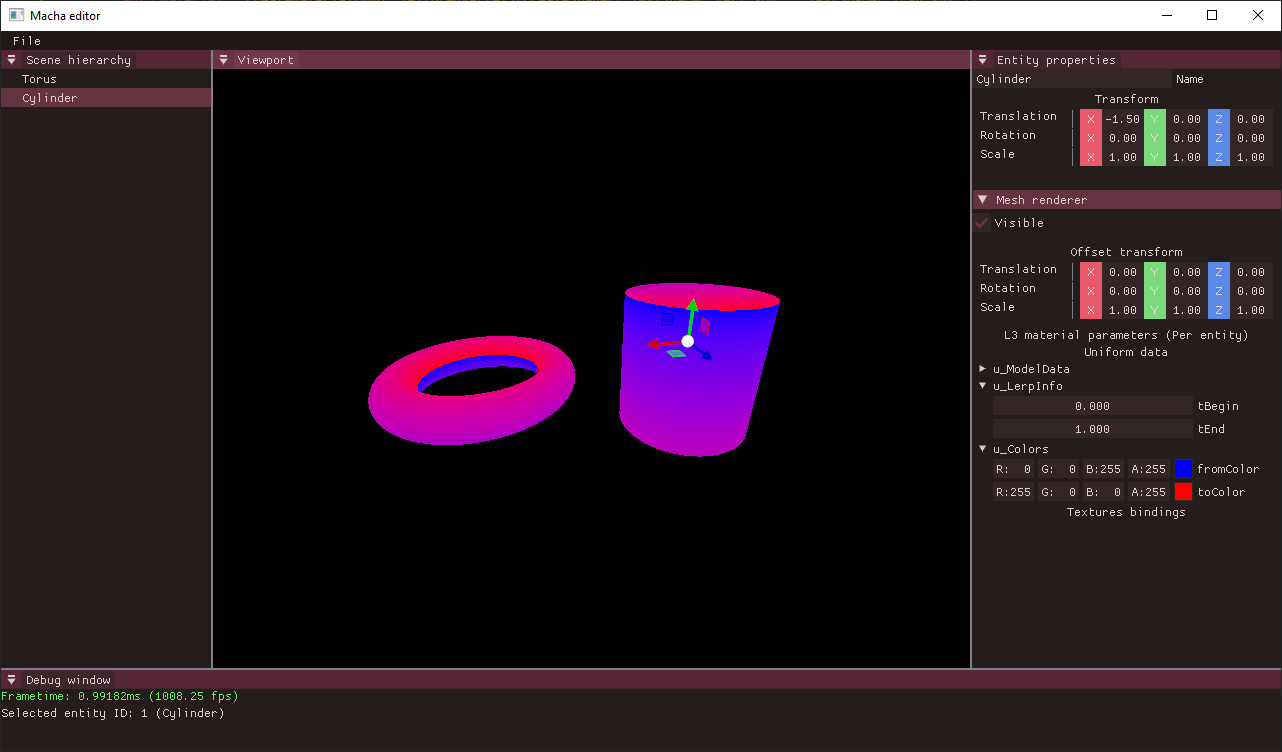 Macha editor
File
Scene hierarchy
Torus
Cylinder
Viewport
Entity properties
Cylinder Name
Transform
Translation X -1.50 Y 0.00 Z 0.00
Rotation X 0.00 Y 0.00 Z 0.00
Scale X 1.00 Y 1.00 Z 1.00
Mesh renderer
Visible
Offset transform
Translation X 0.00 Y 0.00 Z 0.00
Rotation X 0.00 Y 0.00 Z 0.00
Scale X 1.00 Y 1.00 Z 1.00
L3 material parameters (Per entity)
Uniform data
u_ModelData
u_LerpInfo
0.000 tBegin
1.000 tEnd
u_Colors
R: 0 G: 0 B:255 A:255 fromColor
R:255 G: 0 B: 0 A:255 toColor
Textures bindings
Debug window
Frametime: 0.99182ms (1008.25 fps)
Selected entity ID: 1 (Cylinder)